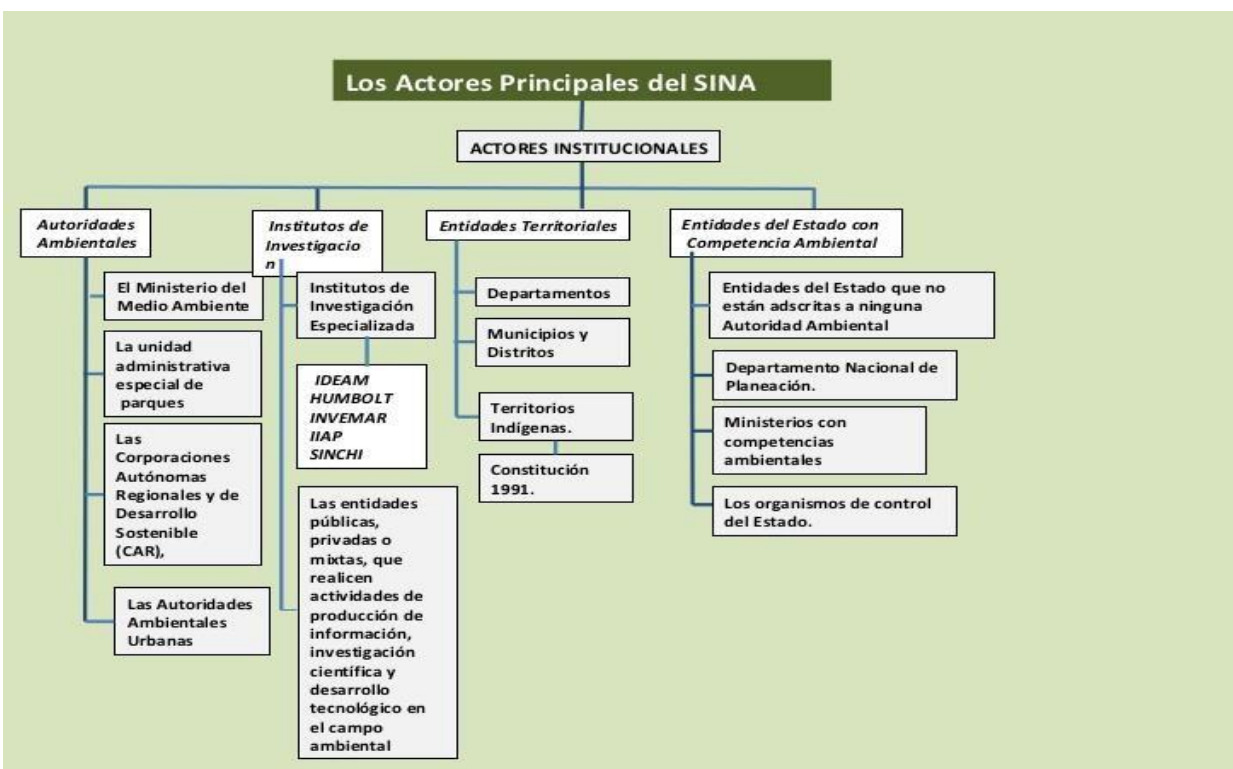 Los Actores Principales del SINA
ACTORES INSTITUCIONALES
Autoridades
Ambientales
El Ministerio del
Medio Ambiente
La unidad
administrativa
especial de
parques
Las
Corporaciones
Autónomas
Regionales y de
Desarrollo
Sostenible
(CAR),
Las Autoridades
Ambientales
Urbanas
Institutos de
Investigacio
n
Institutos de
Investigación
Especializada
IDEAM
HUMBOLT
INVEMAR
IIAP
SINCHI
Las entidades
públicas,
privadas o
mixtas, que
realicen
actividades de
producción de
información,
investigación
científica y
desarrollo
tecnológico en
el campo
ambiental
Entidades Territoriales
Departamentos
Municipios y
Distritos
Territorios
Indígenas.
Constitución
1991.
Entidades del Estado con
Competencia Ambiental
Entidades del Estado que no
están adscritas a ninguna
Autoridad Ambiental
Departamento Nacional de
Planeación.
Ministerios con
competencias
ambientales
Los organismos de control
del Estado.